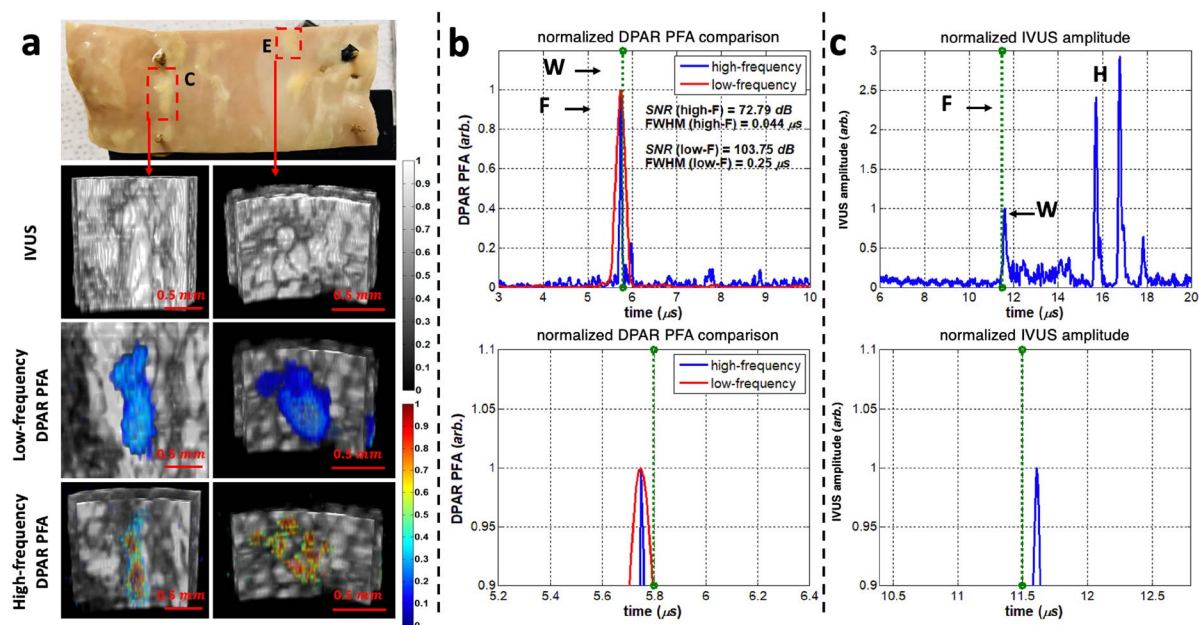 a
E
C
IVUS
0.5 mm
0.5 mm
1
0.9
0.8
0.7
0.6
0.5
0.4
0.3
0.2
0.1
0
Low-frequency
DPAR PFA
0.5 mm
0.5 mm
High-frequency
DPAR PFA
0.5 mm
0.5 mm
1
0.9
0.8
0.7
0.6
0.5
0.4
0.3
0.2
0.1
0
b
normalized DPAR PFA comparison
W
F
high-frequency
low-frequency
SNR (high-F) = 72.79 dB
FWHM (high-F) = 0.044 μs
SNR (low-F) = 103.75 dB
FWHM (low-F) = 0.25 μs
DPAR PFA (arb.)
1
0.8
0.6
0.4
0.2
0
3 4 5 6 7 8 9 10
time (μs)
normalized DPAR PFA comparison
high-frequency
low-frequency
DPAR PFA (arb.)
1.1
1.05
1
0.95
0.9
5.2 5.4 5.6 5.8 6 6.2 6.4
time (μs)
c
normalized IVUS amplitude
F
H
W
IVUS amplitude (arb.)
3
2.5
2
1.5
1
0.5
0
6 8 10 12 14 16 18 20
time (μs)
normalized IVUS amplitude
IVUS amplitude (arb.)
1.1
1.05
1
0.95
0.9
10.5 11 11.5 12 12.5
time (μs)